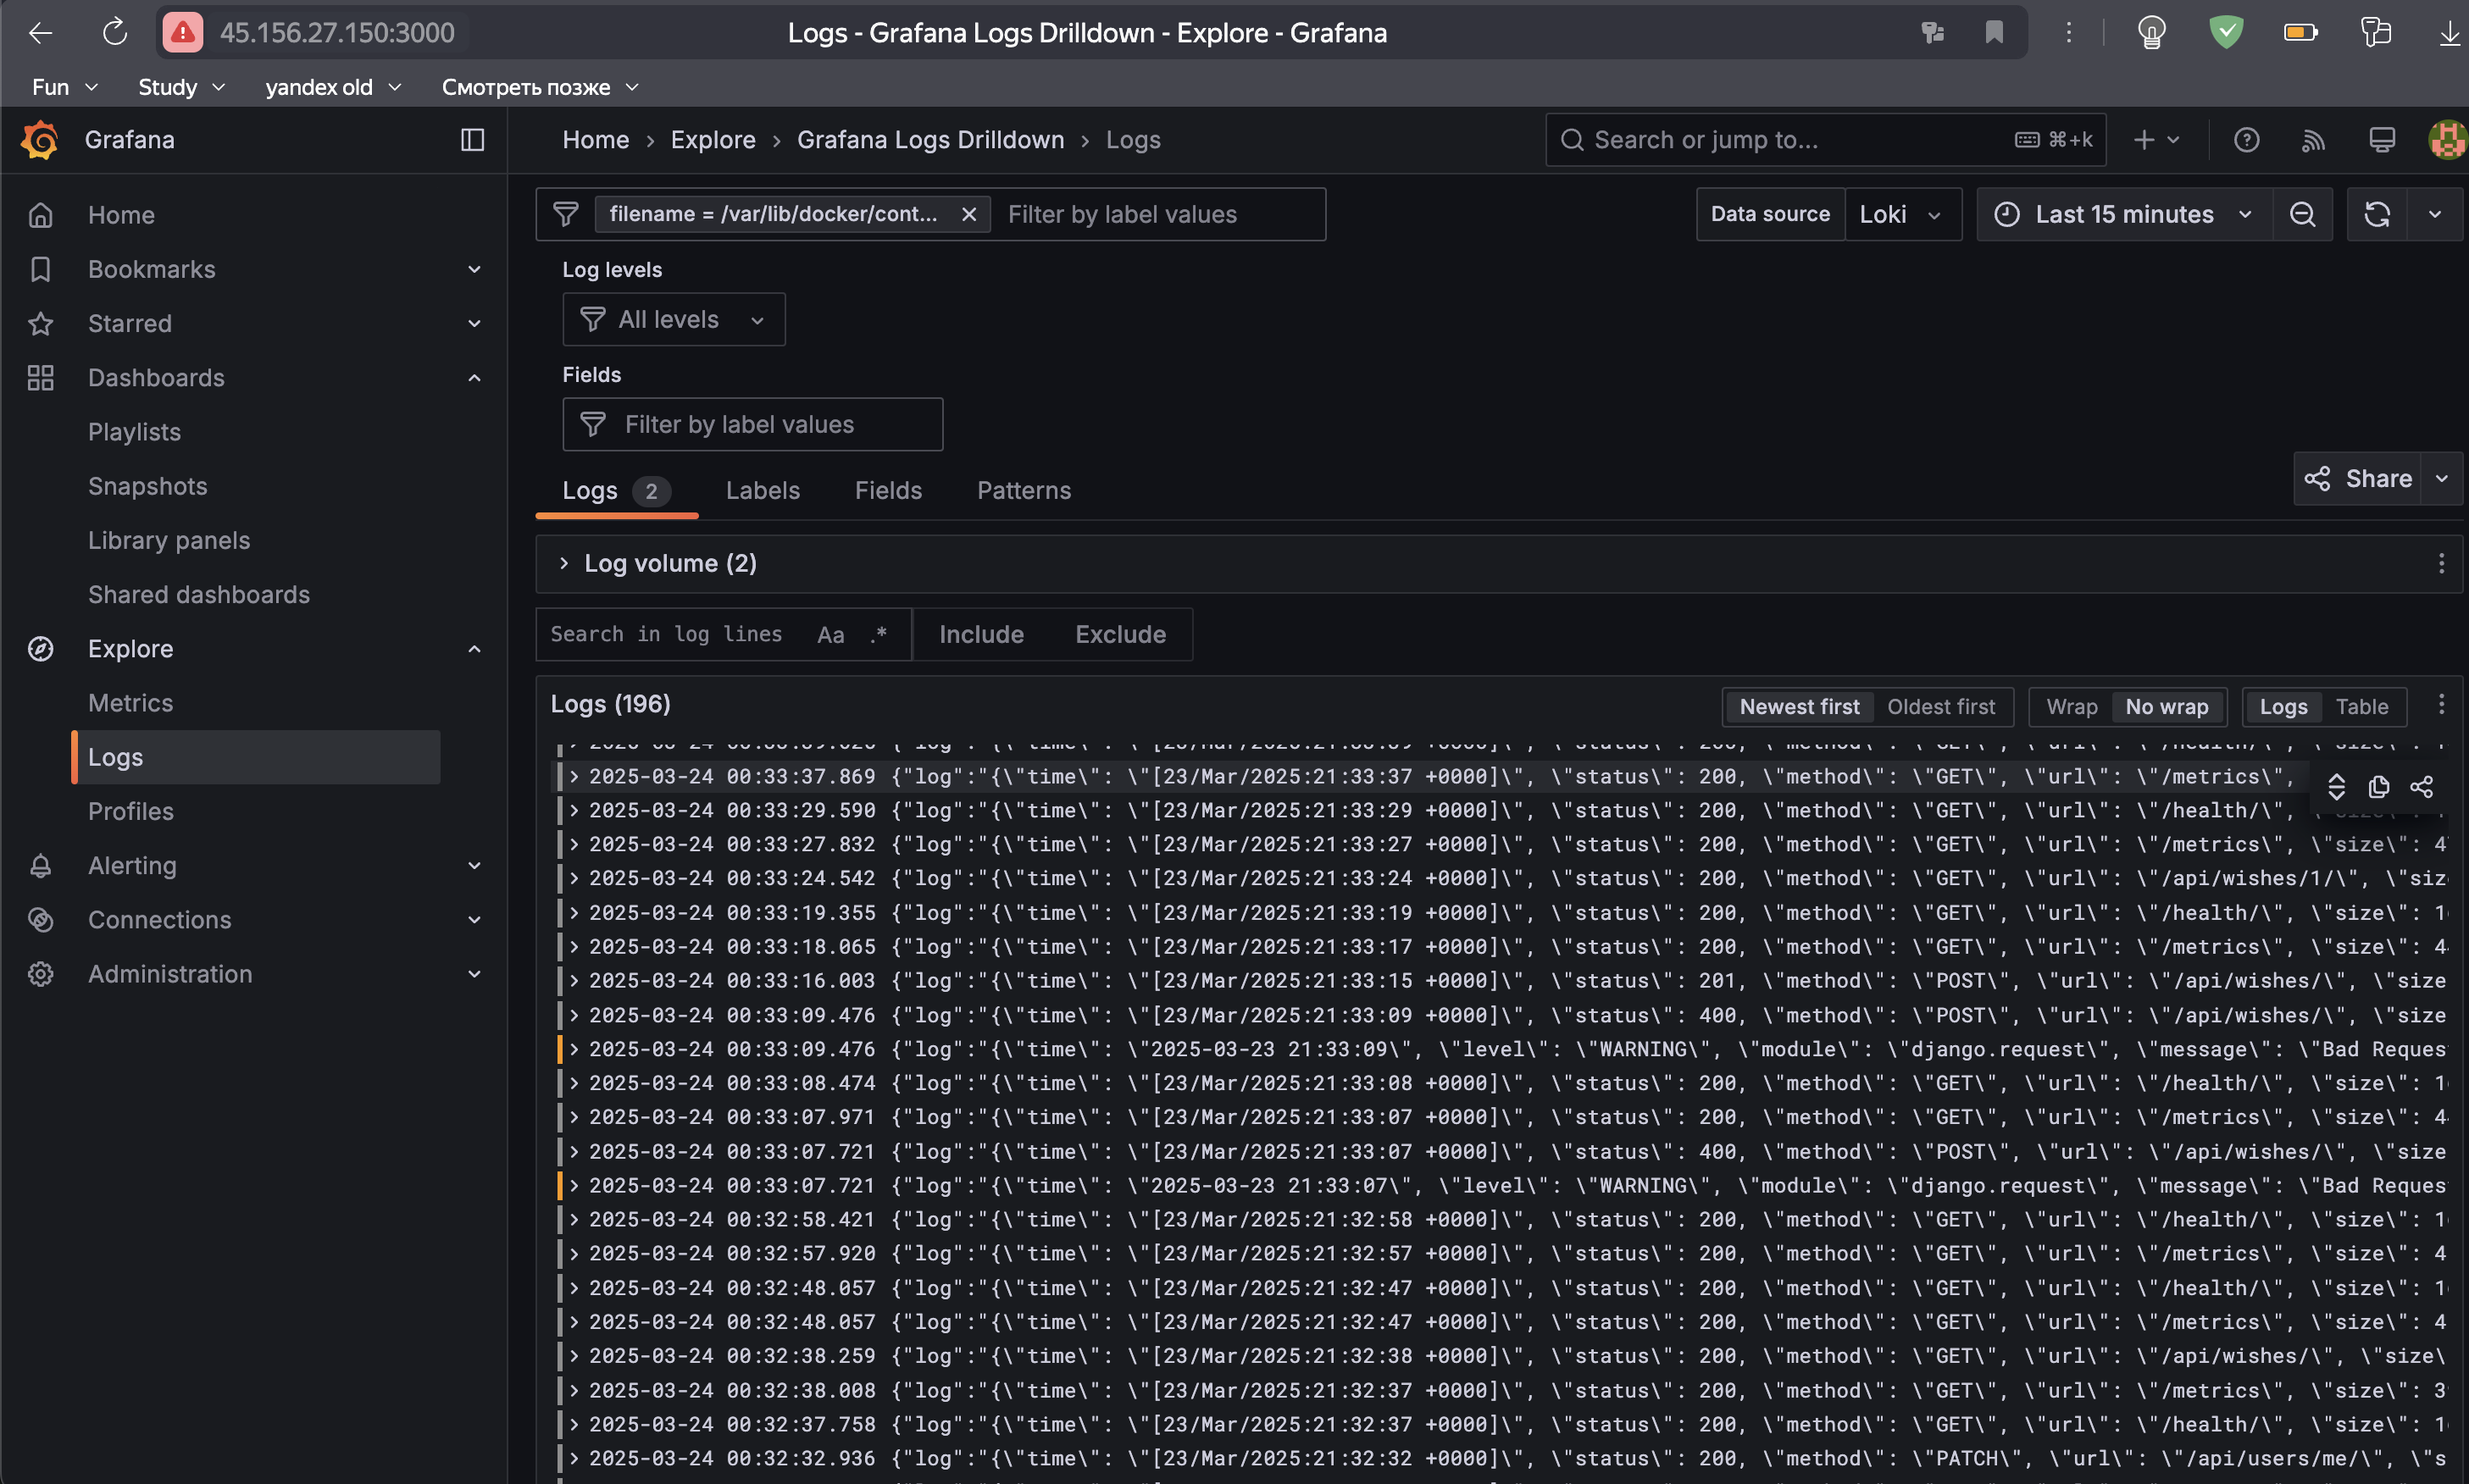 45.156.27.150:3000
Logs - Grafana Logs Drilldown - Explore - Grafana
Fun
Study
yandex old
Смотреть позже
Grafana
Home › Explore › Grafana Logs Drilldown › Logs
Search or jump to...
⌘+k
Home
Bookmarks
Starred
Dashboards
Playlists
Snapshots
Library panels
Shared dashboards
Explore
Metrics
Logs
Profiles
Alerting
Connections
Administration
filename = /var/lib/docker/cont...
Filter by label values
Data source
Loki
Last 15 minutes
Log levels
All levels
Fields
Filter by label values
Logs 2
Labels
Fields
Patterns
Share
Log volume (2)
Search in log lines
Aa
.*
Include
Exclude
Logs (196)
Newest first
Oldest first
Wrap
No wrap
Logs
Table
2025-03-24 00:33:37.869 {"log":"{\"time\": \"[23/Mar/2025:21:33:37 +0000]\", \"status\": 200, \"method\": \"GET\", \"url\": \"/metrics\",
2025-03-24 00:33:29.590 {"log":"{\"time\": \"[23/Mar/2025:21:33:29 +0000]\", \"status\": 200, \"method\": \"GET\", \"url\": \"/health/\",
2025-03-24 00:33:27.832 {"log":"{\"time\": \"[23/Mar/2025:21:33:27 +0000]\", \"status\": 200, \"method\": \"GET\", \"url\": \"/metrics\", \"size\": 4
2025-03-24 00:33:24.542 {"log":"{\"time\": \"[23/Mar/2025:21:33:24 +0000]\", \"status\": 200, \"method\": \"GET\", \"url\": \"/api/wishes/1/\", \"siz
2025-03-24 00:33:19.355 {"log":"{\"time\": \"[23/Mar/2025:21:33:19 +0000]\", \"status\": 200, \"method\": \"GET\", \"url\": \"/health/\", \"size\": 1
2025-03-24 00:33:18.065 {"log":"{\"time\": \"[23/Mar/2025:21:33:17 +0000]\", \"status\": 200, \"method\": \"GET\", \"url\": \"/metrics\", \"size\": 4
2025-03-24 00:33:16.003 {"log":"{\"time\": \"[23/Mar/2025:21:33:15 +0000]\", \"status\": 201, \"method\": \"POST\", \"url\": \"/api/wishes/\", \"size
2025-03-24 00:33:09.476 {"log":"{\"time\": \"[23/Mar/2025:21:33:09 +0000]\", \"status\": 400, \"method\": \"POST\", \"url\": \"/api/wishes/\", \"size
2025-03-24 00:33:09.476 {"log":"{\"time\": \"2025-03-23 21:33:09\", \"level\": \"WARNING\", \"module\": \"django.request\", \"message\": \"Bad Reques
2025-03-24 00:33:08.474 {"log":"{\"time\": \"[23/Mar/2025:21:33:08 +0000]\", \"status\": 200, \"method\": \"GET\", \"url\": \"/health/\", \"size\": 1
2025-03-24 00:33:07.971 {"log":"{\"time\": \"[23/Mar/2025:21:33:07 +0000]\", \"status\": 200, \"method\": \"GET\", \"url\": \"/metrics\", \"size\": 4
2025-03-24 00:33:07.721 {"log":"{\"time\": \"[23/Mar/2025:21:33:07 +0000]\", \"status\": 400, \"method\": \"POST\", \"url\": \"/api/wishes/\", \"size
2025-03-24 00:33:07.721 {"log":"{\"time\": \"2025-03-23 21:33:07\", \"level\": \"WARNING\", \"module\": \"django.request\", \"message\": \"Bad Reques
2025-03-24 00:32:58.421 {"log":"{\"time\": \"[23/Mar/2025:21:32:58 +0000]\", \"status\": 200, \"method\": \"GET\", \"url\": \"/health/\", \"size\": 1
2025-03-24 00:32:57.920 {"log":"{\"time\": \"[23/Mar/2025:21:32:57 +0000]\", \"status\": 200, \"method\": \"GET\", \"url\": \"/metrics\", \"size\": 4
2025-03-24 00:32:48.057 {"log":"{\"time\": \"[23/Mar/2025:21:32:47 +0000]\", \"status\": 200, \"method\": \"GET\", \"url\": \"/health/\", \"size\": 1
2025-03-24 00:32:48.057 {"log":"{\"time\": \"[23/Mar/2025:21:32:47 +0000]\", \"status\": 200, \"method\": \"GET\", \"url\": \"/metrics\", \"size\": 4
2025-03-24 00:32:38.259 {"log":"{\"time\": \"[23/Mar/2025:21:32:38 +0000]\", \"status\": 200, \"method\": \"GET\", \"url\": \"/api/wishes/\", \"size\
2025-03-24 00:32:38.008 {"log":"{\"time\": \"[23/Mar/2025:21:32:37 +0000]\", \"status\": 200, \"method\": \"GET\", \"url\": \"/metrics\", \"size\": 3
2025-03-24 00:32:37.758 {"log":"{\"time\": \"[23/Mar/2025:21:32:37 +0000]\", \"status\": 200, \"method\": \"GET\", \"url\": \"/health/\", \"size\": 1
2025-03-24 00:32:32.936 {"log":"{\"time\": \"[23/Mar/2025:21:32:32 +0000]\", \"status\": 200, \"method\": \"PATCH\", \"url\": \"/api/users/me/\", \"s